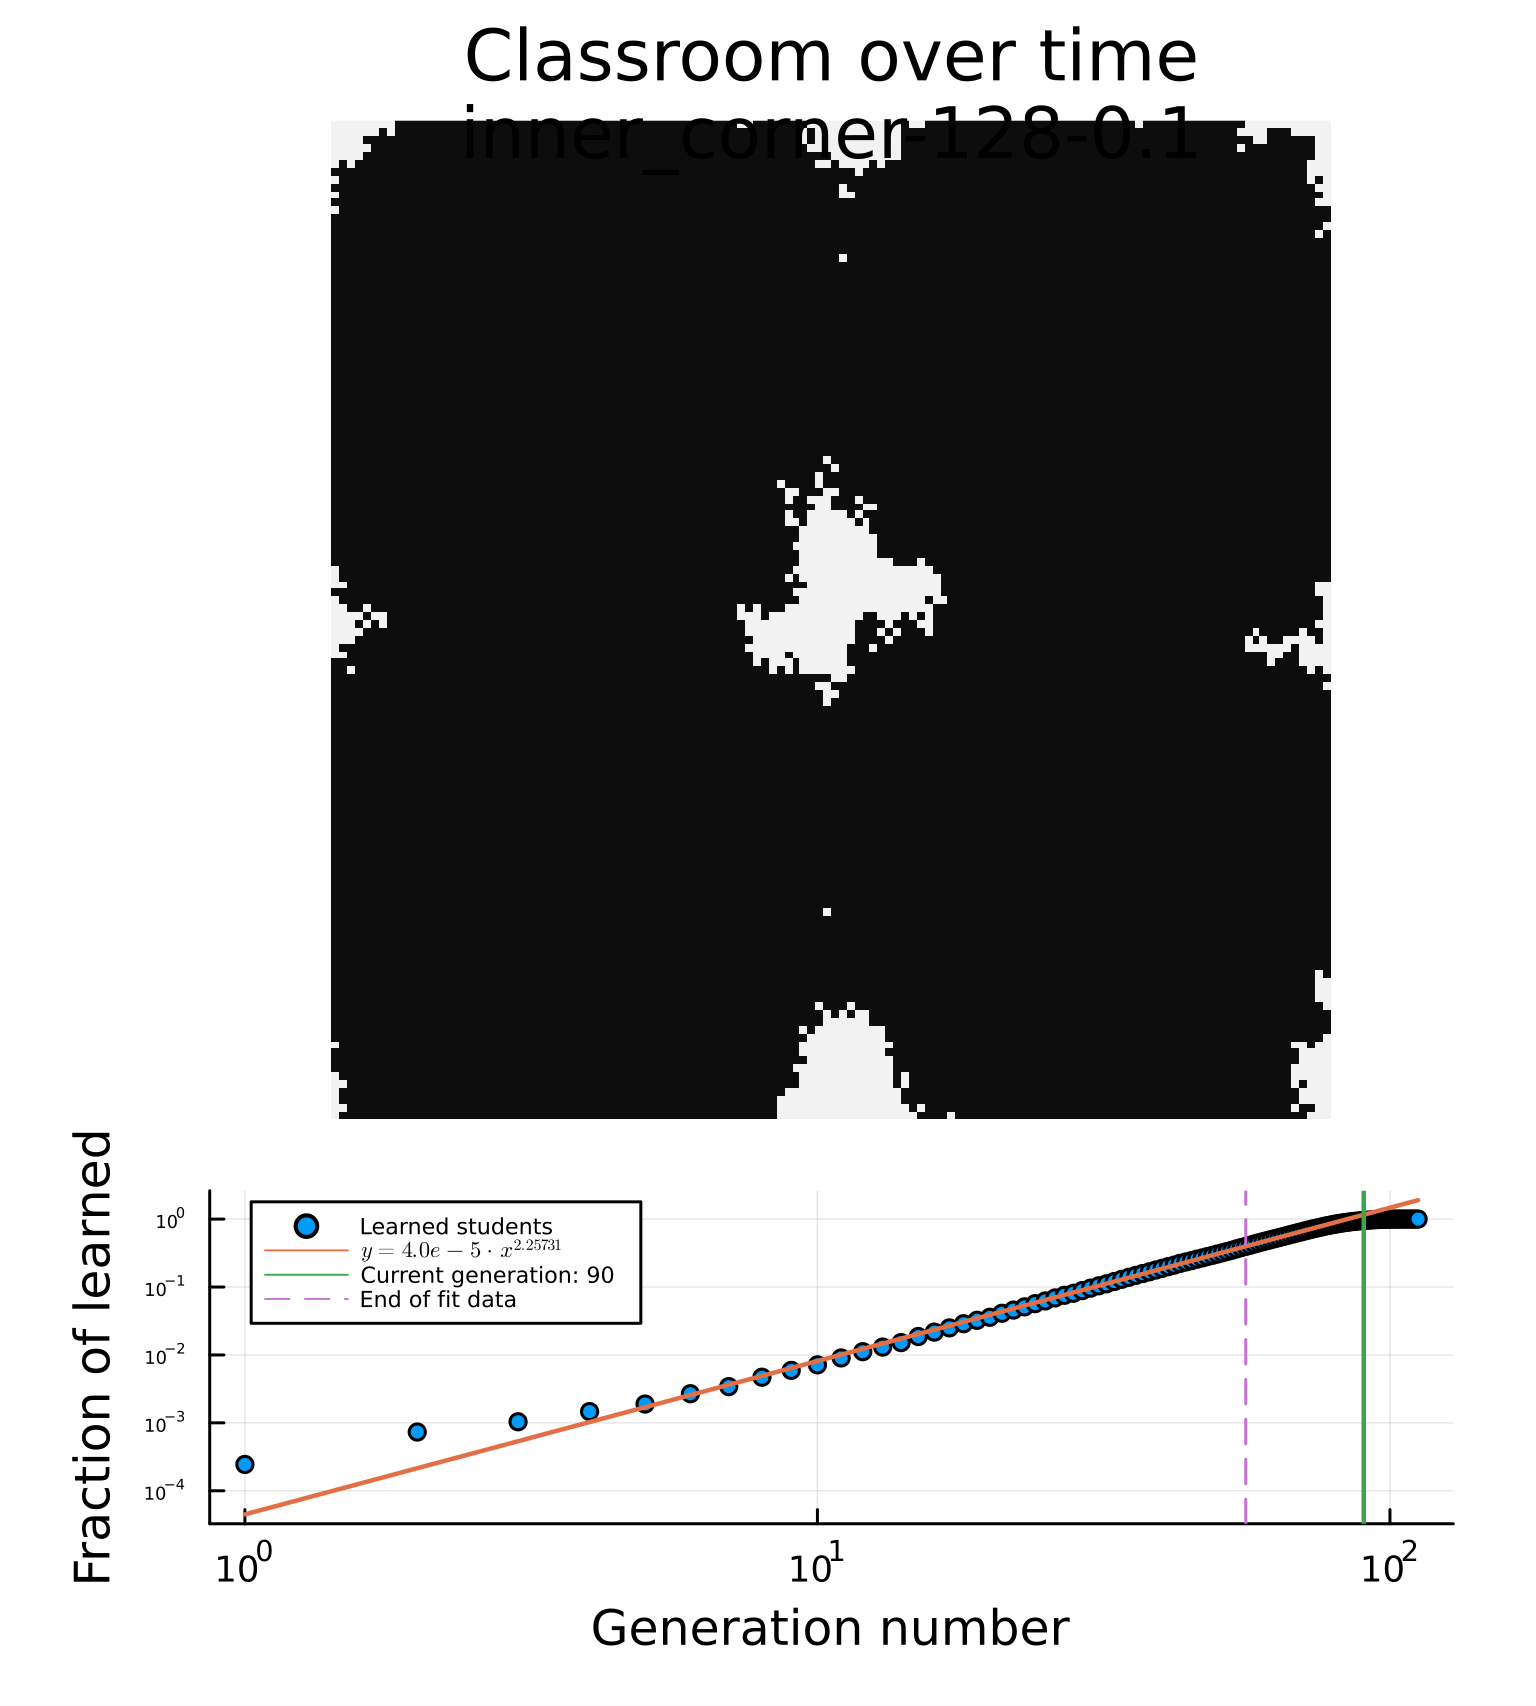 Classroom over time
inner_corner-128-0.1
Fraction of learned
10⁰
10⁻¹
10⁻²
10⁻³
10⁻⁴
Learned students
y = 4.0e − 5 · x^2.25731
Current generation: 90
End of fit data
10⁰ 10¹ 10²
Generation number